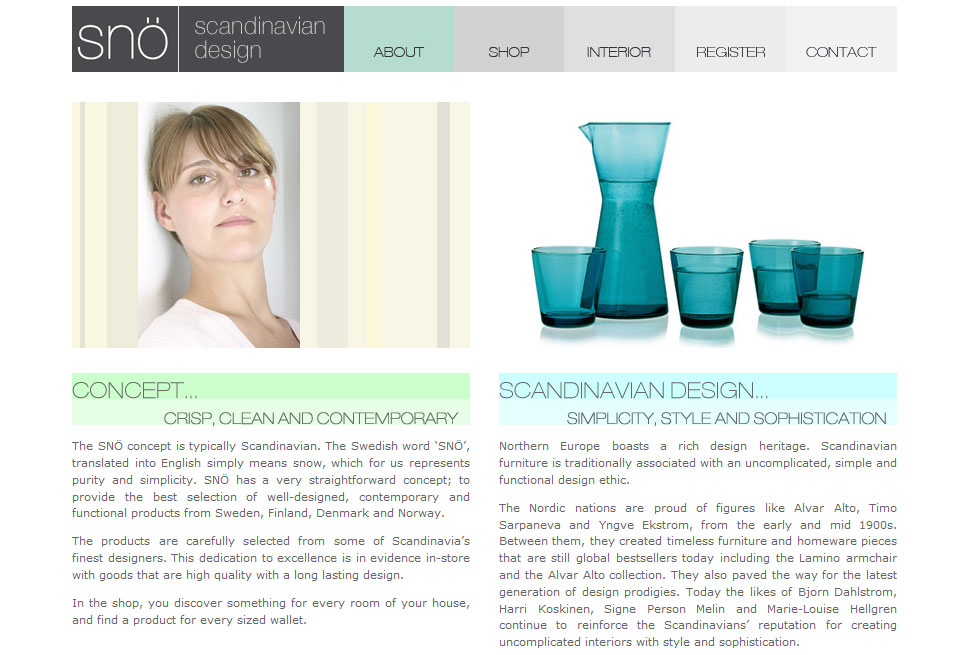 snö
scandinavian
design
ABOUT
SHOP
INTERIOR
REGISTER
CONTACT
CONCEPT...
CRISP, CLEAN AND CONTEMPORARY
The SNÖ concept is typically Scandinavian. The Swedish word ‘SNÖ’,
translated into English simply means snow, which for us represents
purity and simplicity. SNÖ has a very straightforward concept; to
provide the best selection of well-designed, contemporary and
functional products from Sweden, Finland, Denmark and Norway.
The products are carefully selected from some of Scandinavia’s
finest designers. This dedication to excellence is in evidence in-store
with goods that are high quality with a long lasting design.
In the shop, you discover something for every room of your house,
and find a product for every sized wallet.
SCANDINAVIAN DESIGN...
SIMPLICITY, STYLE AND SOPHISTICATION
Northern Europe boasts a rich design heritage. Scandinavian
furniture is traditionally associated with an uncomplicated, simple and
functional design ethic.
The Nordic nations are proud of figures like Alvar Alto, Timo
Sarpaneva and Yngve Ekstrom, from the early and mid 1900s.
Between them, they created timeless furniture and homeware pieces
that are still global bestsellers today including the Lamino armchair
and the Alvar Alto collection. They also paved the way for the latest
generation of design prodigies. Today the likes of Bjorn Dahlstrom,
Harri Koskinen, Signe Person Melin and Marie-Louise Hellgren
continue to reinforce the Scandinavians’ reputation for creating
uncomplicated interiors with style and sophistication.